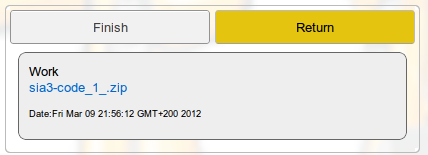 Finish Return
Work
sia3-code_1_.zip
Date:Fri Mar 09 21:56:12 GMT+200 2012